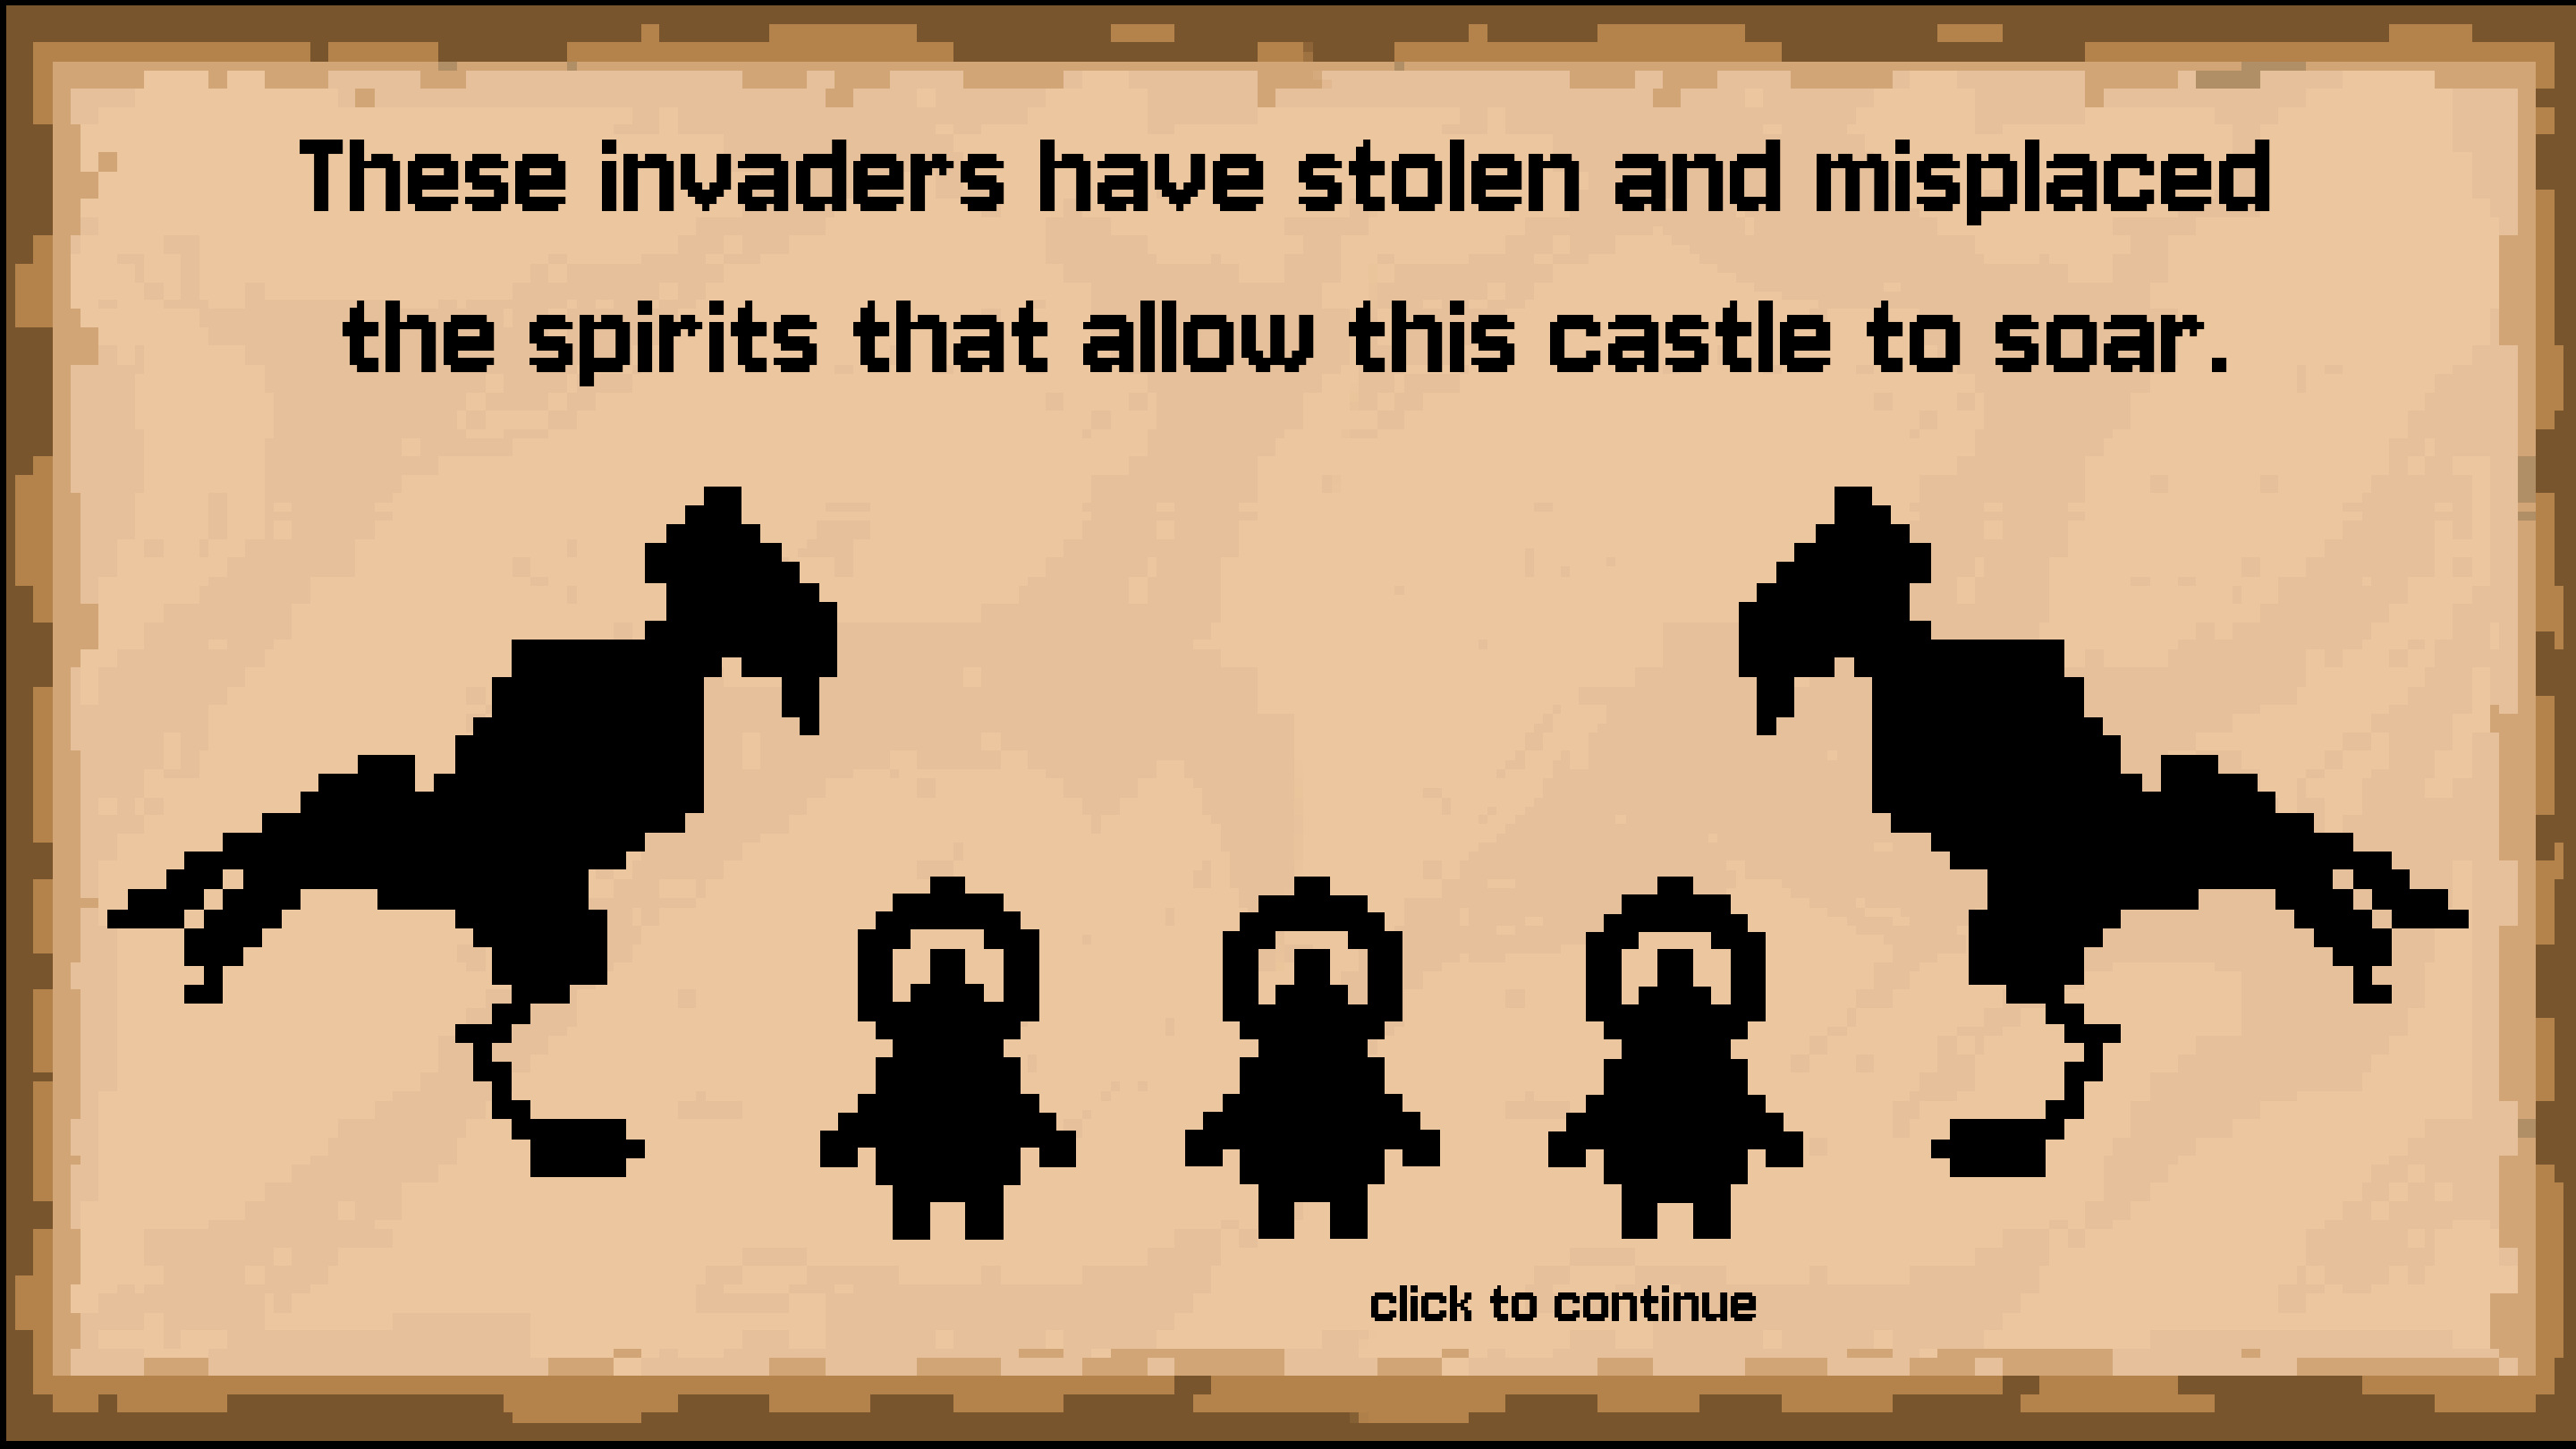 These invaders have stolen and misplaced
the spirits that allow this castle to soar.
click to continue